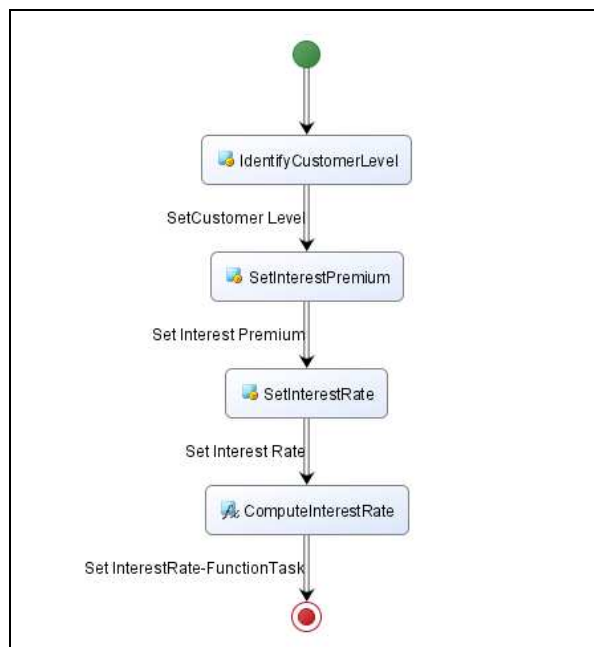 IdentifyCustomerLevel
SetCustomer Level
SetInterestPremium
Set Interest Premium
SetInterestRate
Set Interest Rate
ComputeInterestRate
Set InterestRate-FunctionTask